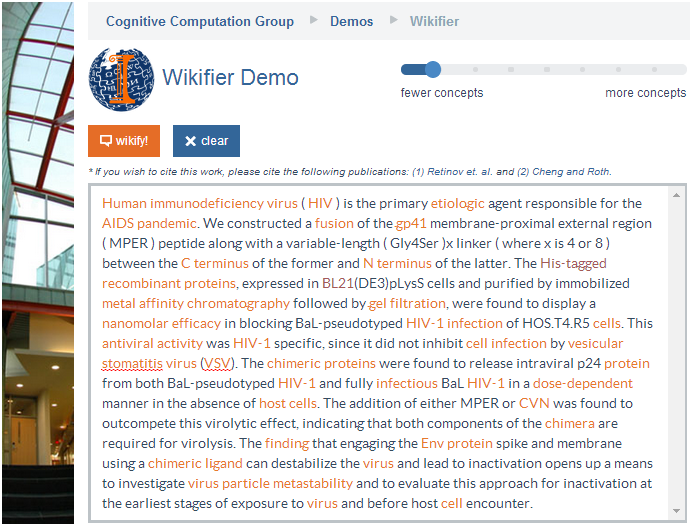 Cognitive Computation Group Demos Wikifier
Wikifier Demo
fewer concepts more concepts
wikify! clear
* If you wish to cite this work, please cite the following publications: (1) Retinov et. al. and (2) Cheng and Roth.
Human immunodeficiency virus ( HIV ) is the primary etiologic agent responsible for the
AIDS pandemic. We constructed a fusion of the gp41 membrane-proximal external region
( MPER ) peptide along with a variable-length ( Gly4Ser )x linker ( where x is 4 or 8 )
between the C terminus of the former and N terminus of the latter. The His-tagged
recombinant proteins, expressed in BL21(DE3)pLysS cells and purified by immobilized
metal affinity chromatography followed by gel filtration, were found to display a
nanomolar efficacy in blocking BaL-pseudotyped HIV-1 infection of HOS.T4.R5 cells. This
antiviral activity was HIV-1 specific, since it did not inhibit cell infection by vesicular
stomatitis virus (VSV). The chimeric proteins were found to release intraviral p24 protein
from both BaL-pseudotyped HIV-1 and fully infectious BaL HIV-1 in a dose-dependent
manner in the absence of host cells. The addition of either MPER or CVN was found to
outcompete this virolytic effect, indicating that both components of the chimera are
required for virolysis. The finding that engaging the Env protein spike and membrane
using a chimeric ligand can destabilize the virus and lead to inactivation opens up a means
to investigate virus particle metastability and to evaluate this approach for inactivation at
the earliest stages of exposure to virus and before host cell encounter.